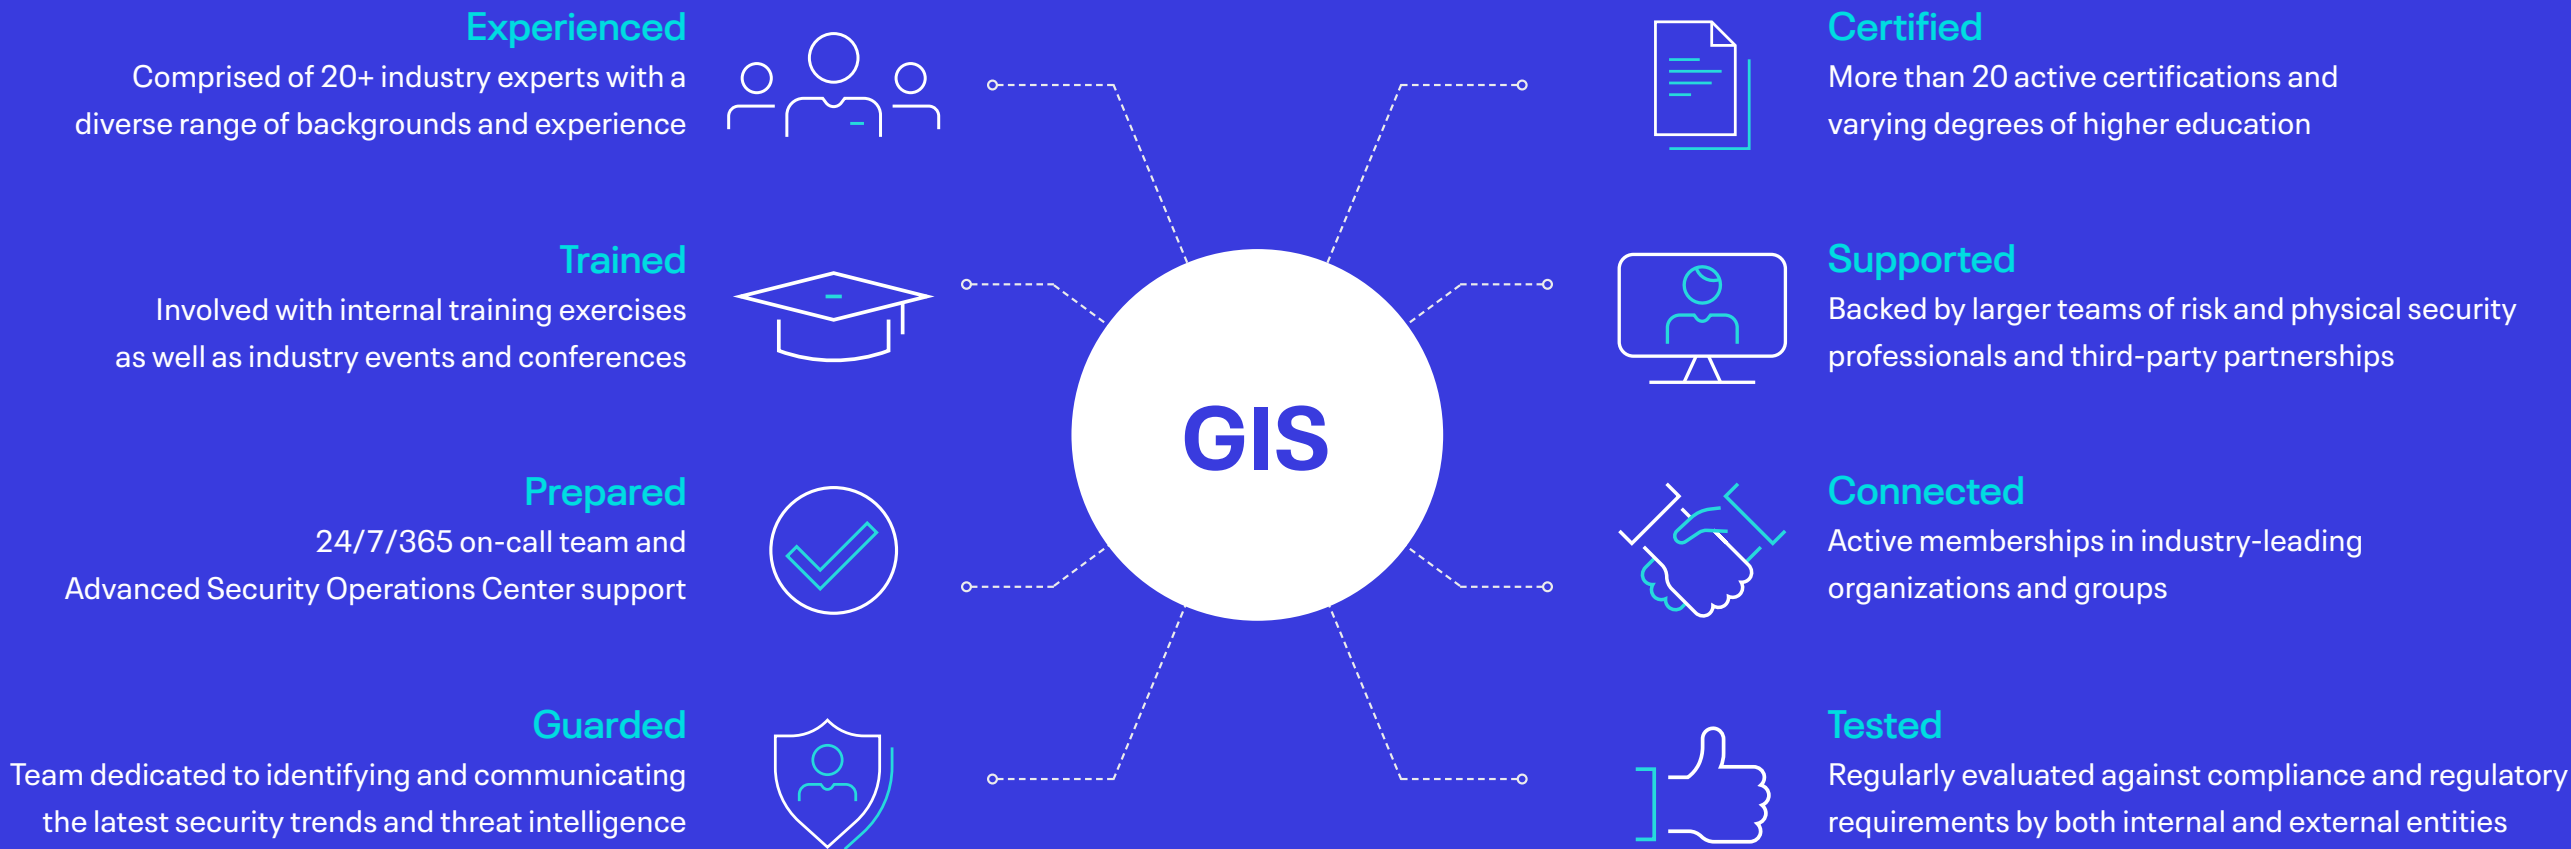 Experienced
Comprised of 20+ industry experts with a
diverse range of backgrounds and experience
Trained
Involved with internal training exercises
as well as industry events and conferences
Prepared
24/7/365 on-call team and
Advanced Security Operations Center support
Guarded
Team dedicated to identifying and communicating
the latest security trends and threat intelligence
GIS
Certified
More than 20 active certifications and
varying degrees of higher education
Supported
Backed by larger teams of risk and physical security
professionals and third-party partnerships
Connected
Active memberships in industry-leading
organizations and groups
Tested
Regularly evaluated against compliance and regulatory
requirements by both internal and external entities